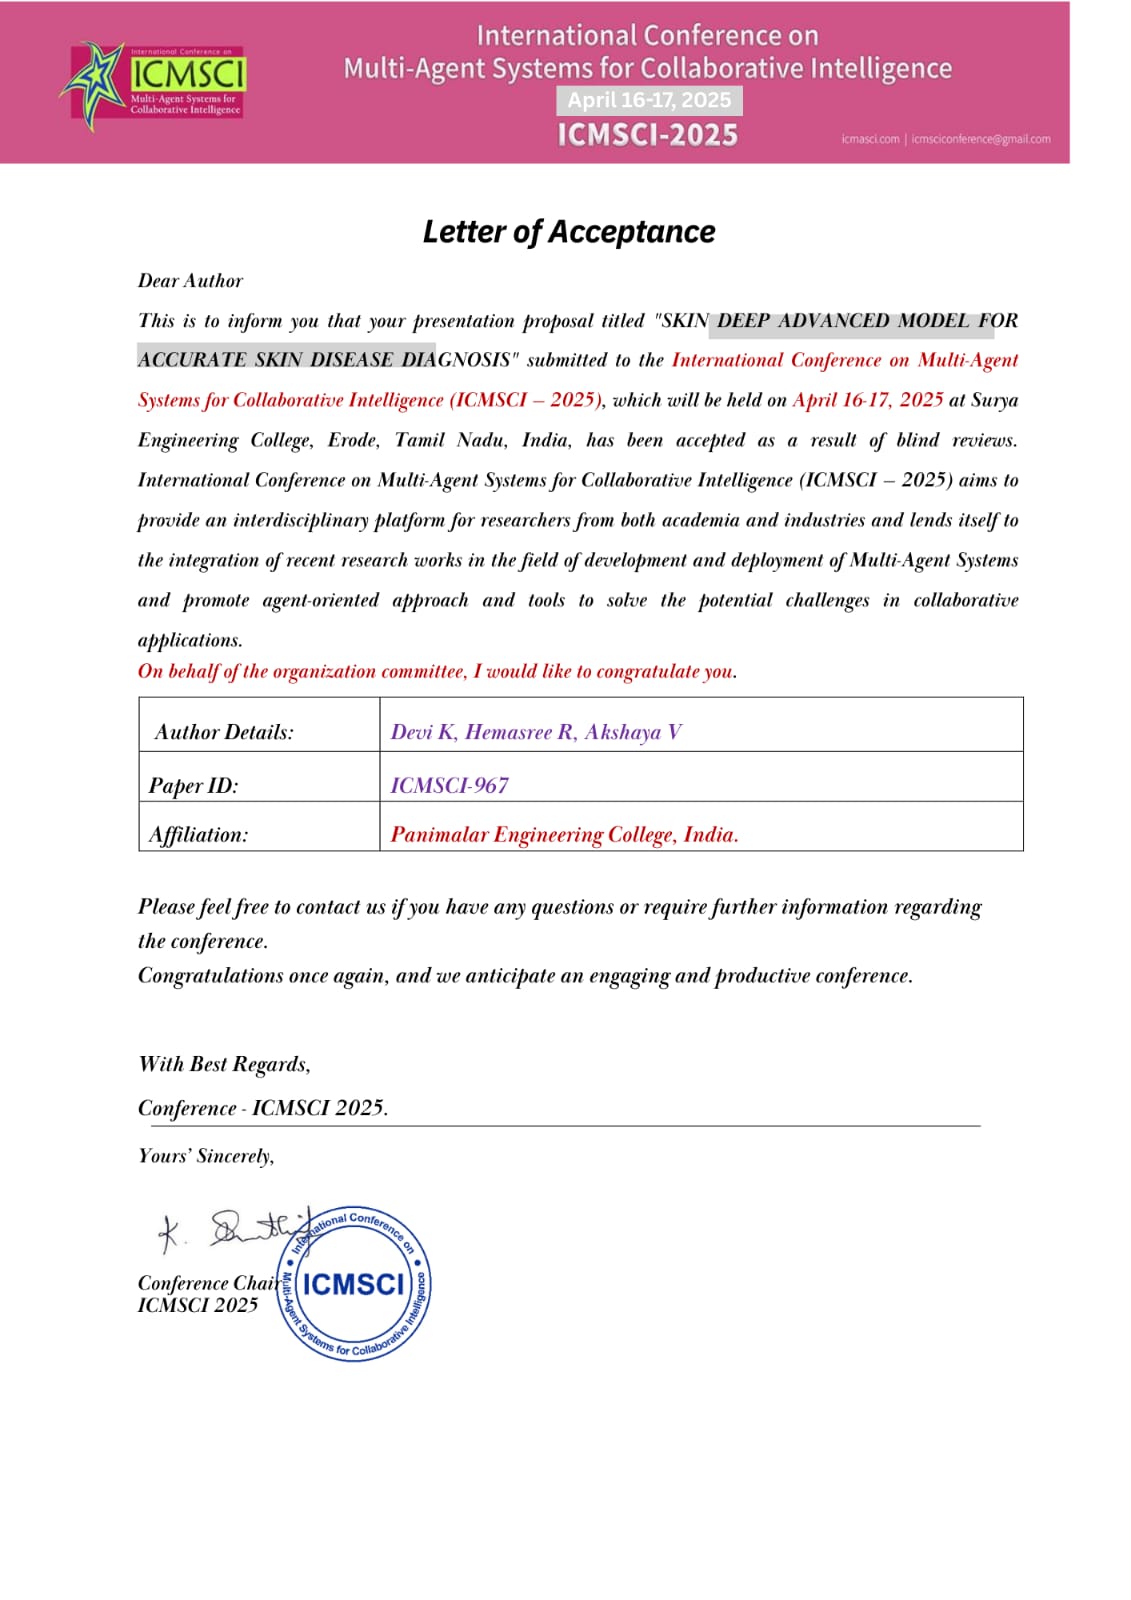 International Conference on
ICMSCI
Multi-Agent Systems for
Collaborative Intelligence
International Conference on
Multi-Agent Systems for Collaborative Intelligence
April 16-17, 2025
ICMSCI-2025
icmasci.com | icmsciconference@gmail.com
Letter of Acceptance
Dear Author
This is to inform you that your presentation proposal titled "SKIN DEEP ADVANCED MODEL FOR
ACCURATE SKIN DISEASE DIAGNOSIS" submitted to the International Conference on Multi-Agent
Systems for Collaborative Intelligence (ICMSCI – 2025), which will be held on April 16-17, 2025 at Surya
Engineering College, Erode, Tamil Nadu, India, has been accepted as a result of blind reviews.
International Conference on Multi-Agent Systems for Collaborative Intelligence (ICMSCI – 2025) aims to
provide an interdisciplinary platform for researchers from both academia and industries and lends itself to
the integration of recent research works in the field of development and deployment of Multi-Agent Systems
and promote agent-oriented approach and tools to solve the potential challenges in collaborative
applications.
On behalf of the organization committee, I would like to congratulate you.
Author Details: Devi K, Hemasree R, Akshaya V
Paper ID: ICMSCI-967
Affiliation: Panimalar Engineering College, India.
Please feel free to contact us if you have any questions or require further information regarding
the conference.
Congratulations once again, and we anticipate an engaging and productive conference.
With Best Regards,
Conference - ICMSCI 2025.
Yours’ Sincerely,
K.
Conference Chair
ICMSCI 2025
International Conference on
ICMSCI
Multi-Agent Systems for Collaborative Intelligence